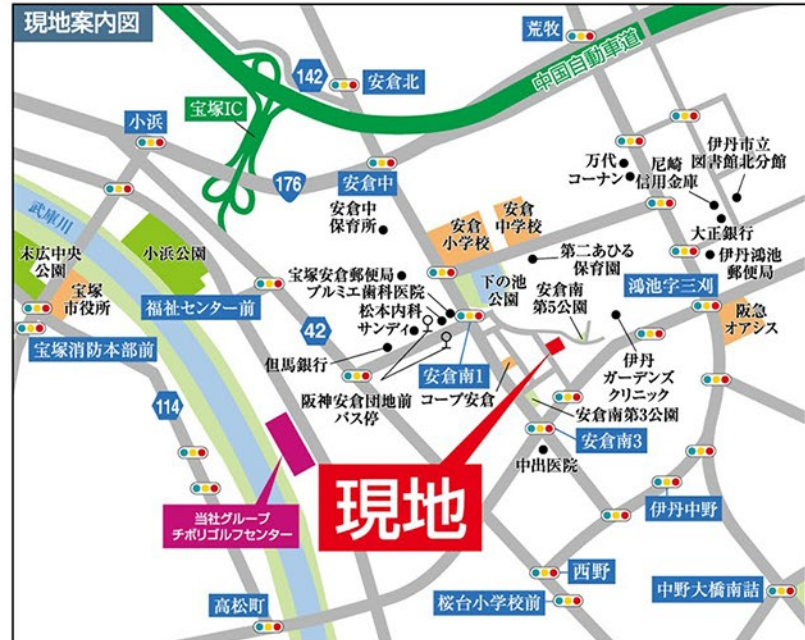 現地案内図
荒牧
142
安倉北
中国自動車道
宝塚IC
小浜
176
安倉中
万代
コーナン
尼崎
信用金庫
伊丹市立
図書館北分館
大正銀行
伊丹鴻池
郵便局
武庫川
末広中央
公園
小浜公園
安倉中
保育所
安倉
小学校
安倉
中学校
第二あひる
保育園
下の池
公園
安倉南
第5公園
鴻池字三刈
阪急
オアシス
宝塚
市役所
福祉センター前
宝塚安倉郵便局
プルミエ歯科医院
松本内科
サンディ
42
但馬銀行
宝塚消防本部前
安倉南1
コープ安倉
阪神安倉団地前
バス停
伊丹
ガーデンズ
クリニック
安倉南第3公園
安倉南3
中出医院
114
現地
当社グループ
チボリゴルフセンター
伊丹中野
西野
桜台小学校前
中野大橋南詰
高松町